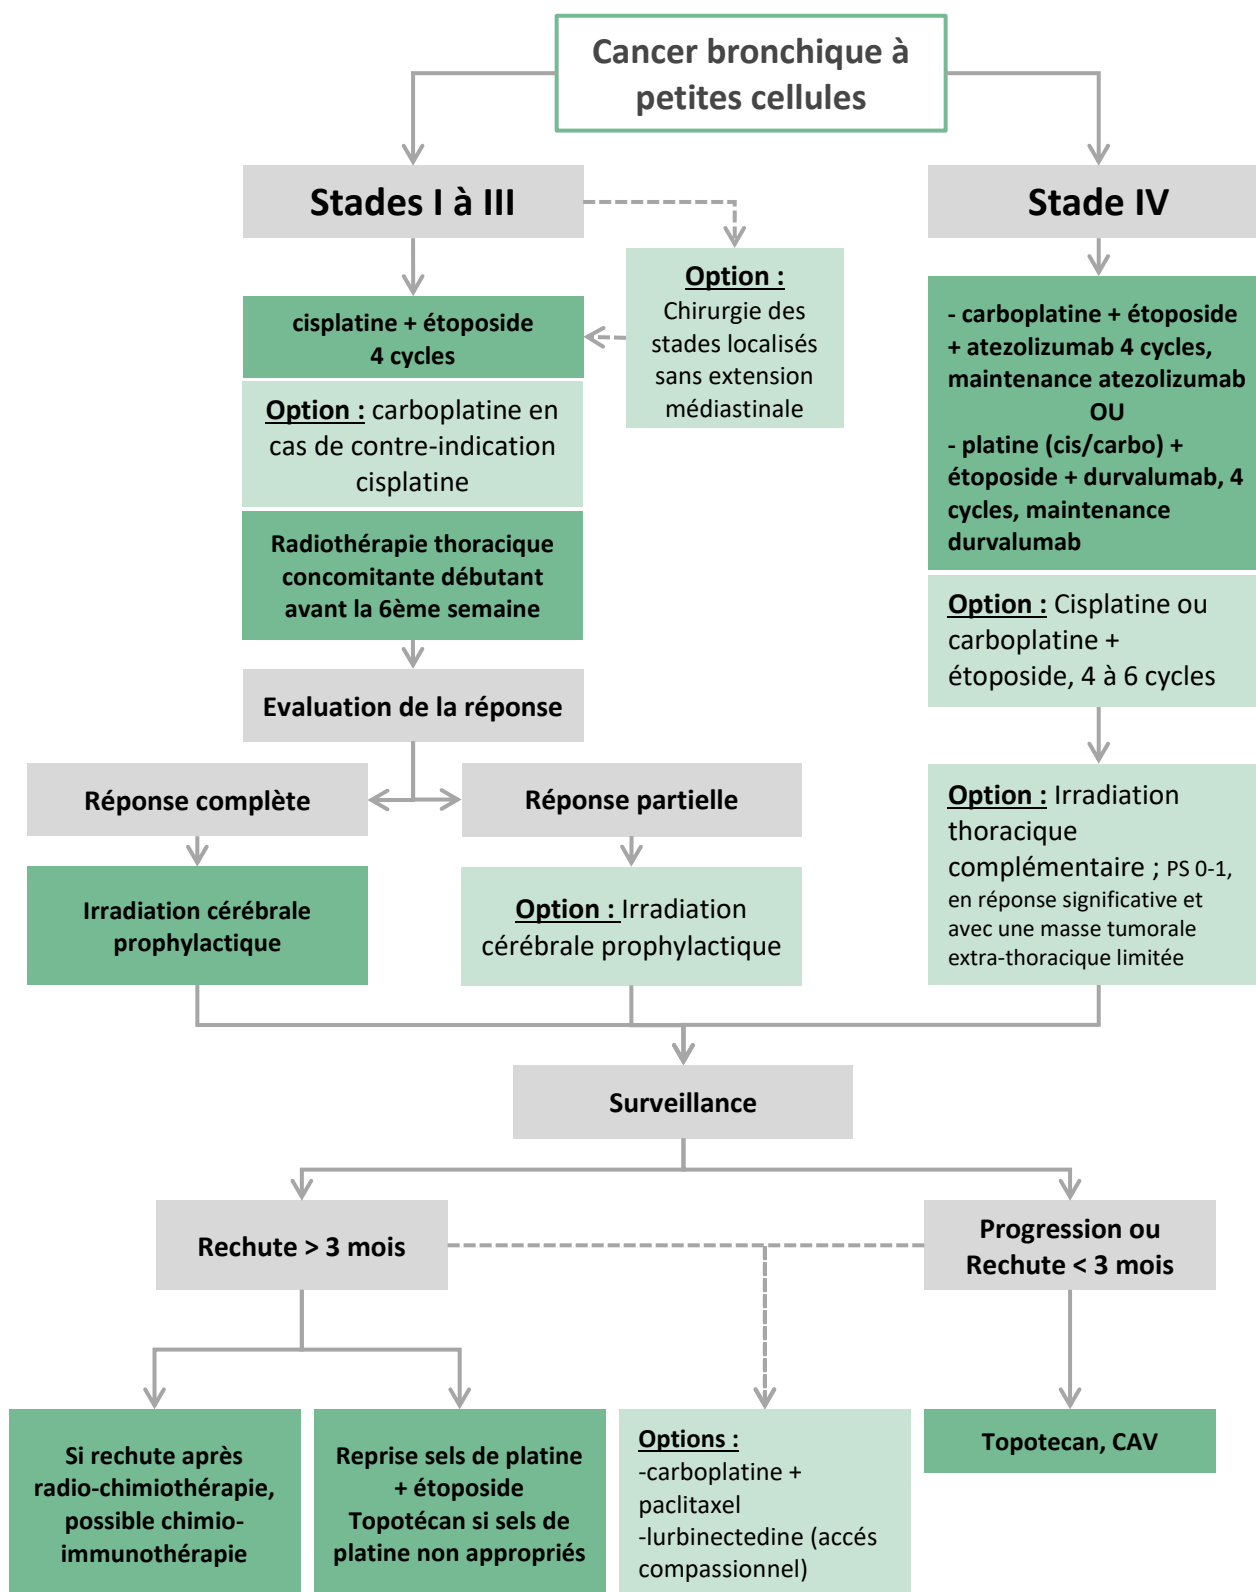 Cancer bronchique à
petites cellules
Stades I à III
Stade IV
Option :
Chirurgie des
stades localisés
sans extension
médiastinale
cisplatine + étoposide
4 cycles
Option : carboplatine en
cas de contre-indication
cisplatine
Radiothérapie thoracique
concomitante débutant
avant la 6ème semaine
- carboplatine + étoposide
+ atezolizumab 4 cycles,
maintenance atezolizumab
OU
- platine (cis/carbo) +
étoposide + durvalumab, 4
cycles, maintenance
durvalumab
Option : Cisplatine ou
carboplatine +
étoposide, 4 à 6 cycles
Evaluation de la réponse
Réponse complète
Réponse partielle
Irradiation cérébrale
prophylactique
Option : Irradiation
cérébrale prophylactique
Option : Irradiation
thoracique
complémentaire ; PS 0-1,
en réponse significative et
avec une masse tumorale
extra-thoracique limitée
Surveillance
Rechute > 3 mois
Progression ou
Rechute < 3 mois
Si rechute après
radio-chimiothérapie,
possible chimio-
immunothérapie
Reprise sels de platine
+ étoposide
Topotécan si sels de
platine non appropriés
Options :
-carboplatine +
paclitaxel
-lurbinectedine (accés
compassionnel)
Topotecan, CAV